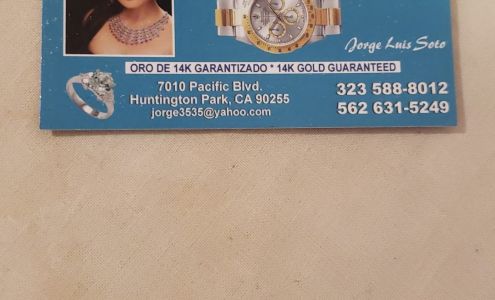 Jorge Luis Soto
ORO DE 14K GARANTIZADO * 14K GOLD GUARANTEED
7010 Pacific Blvd.
Huntington Park, CA 90255
jorge3535@yahoo.com
323 588-8012
562 631-5249